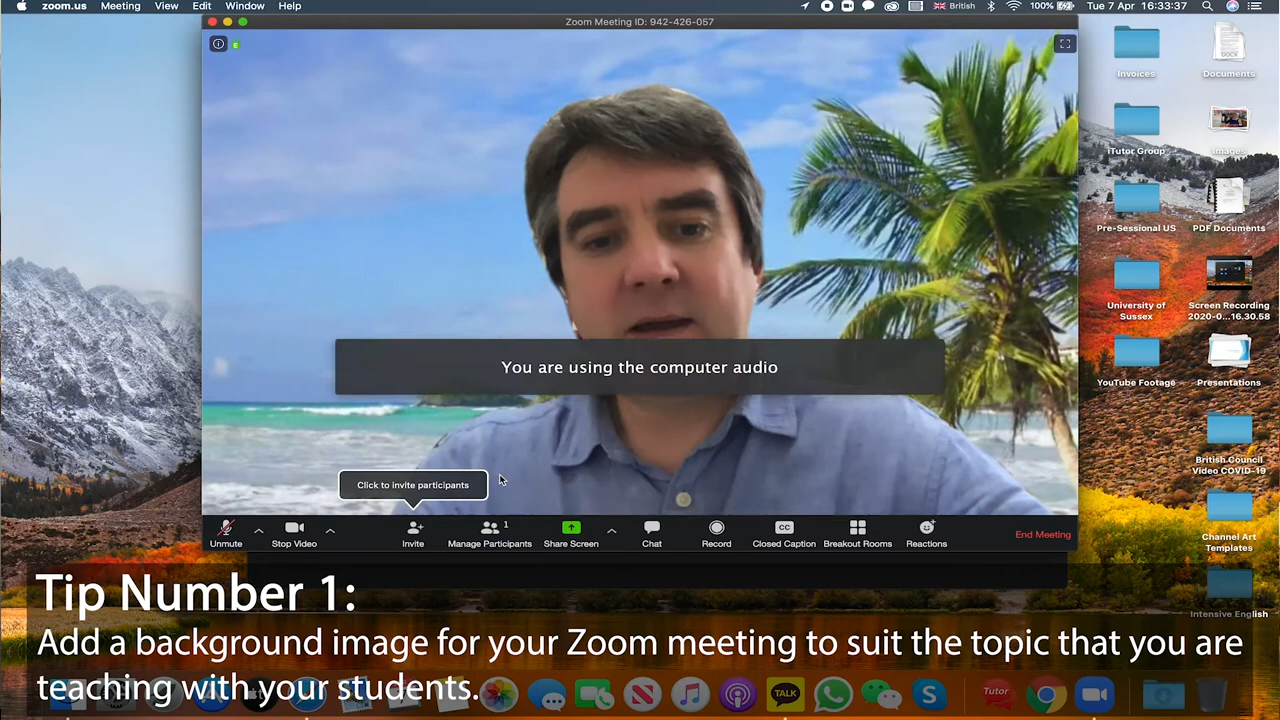 zoom.us Meeting View Edit Window Help
100% British Tue 7 Apr 16:33:37
Zoom Meeting ID: 942-426-057
Invoices
Documents
iTutor Group
Images
Pre-Sessional US
PDF Documents
University of
Sussex
Screen Recording
2020-0...16.30.58
YouTube Footage
Presentations
British Council
Video COVID-19
Channel Art
Templates
Intensive English
You are using the computer audio
Click to invite participants
1
Unmute Stop Video Invite Manage Participants Share Screen Chat Record CC Closed Caption Breakout Rooms Reactions End Meeting
Tip Number 1:
Add a background image for your Zoom meeting to suit the topic that you are
teaching with your students.
TALK
Tutor